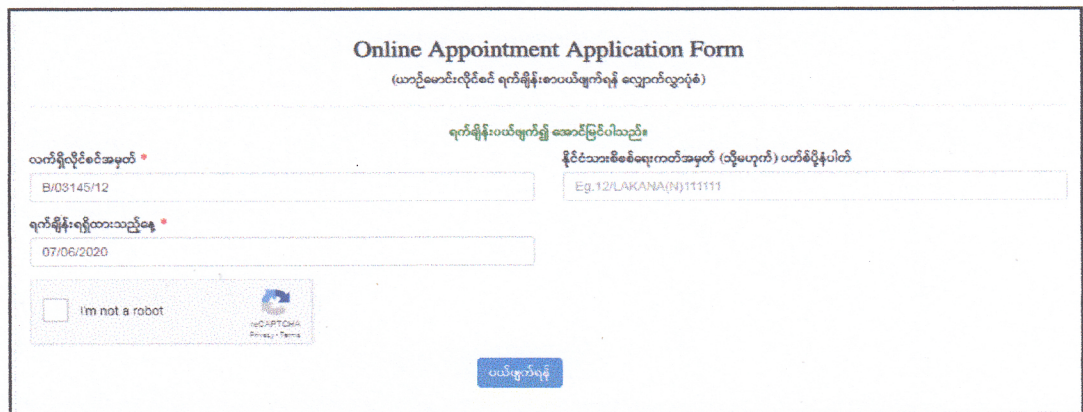 Online Appointment Application Form
(ယာဉ်မောင်းလိုင်စင် ရက်ချိန်းစာပယ်ဖျက်ရန် လျှောက်လွှာပုံစံ)
ရက်ချိန်းပယ်ဖျက်၍ အောင်မြင်ပါသည်။
လက်ရှိလိုင်စင်အမှတ် *
B/03145/12
နိုင်ငံသားစိစစ်ရေးကတ်အမှတ် (သို့မဟုတ်) ပတ်စ်ပို့နံပါတ်
Eg.12/LAKANA(N)111111
ရက်ချိန်းရရှိထားသည့်နေ့ *
07/06/2020
I'm not a robot
reCAPTCHA
Privacy - Terms
ပယ်ဖျက်ရန်